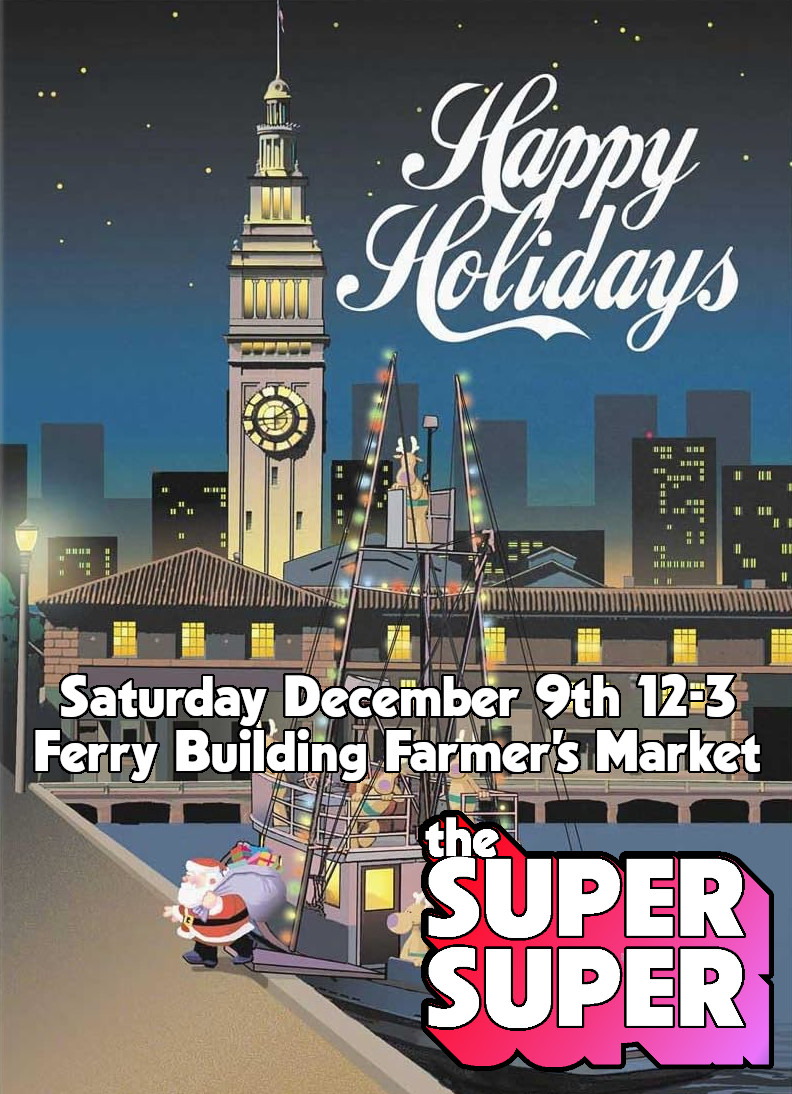 Happy
Holidays
Saturday December 9th 12-3
Ferry Building Farmer's Market
the
SUPER
SUPER